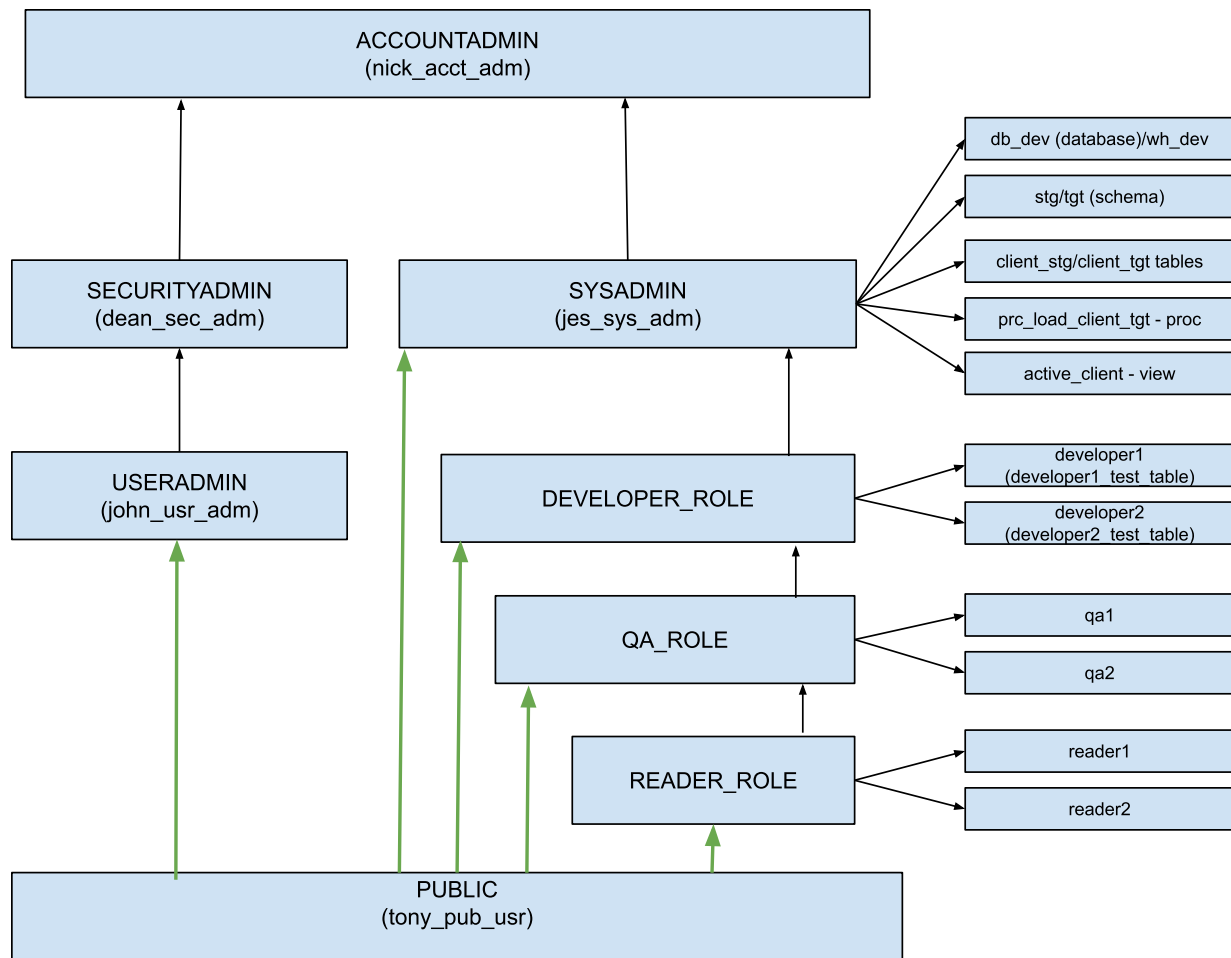 ACCOUNTADMIN
(nick_acct_adm)
db_dev (database)/wh_dev
stg/tgt (schema)
client_stg/client_tgt tables
prc_load_client_tgt - proc
active_client - view
SECURITYADMIN
(dean_sec_adm)
SYSADMIN
(jes_sys_adm)
USERADMIN
(john_usr_adm)
DEVELOPER_ROLE
developer1
(developer1_test_table)
developer2
(developer2_test_table)
QA_ROLE
qa1
qa2
READER_ROLE
reader1
reader2
PUBLIC
(tony_pub_usr)